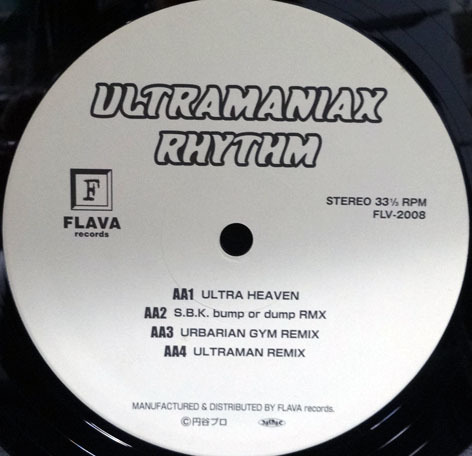 ULTRAMANIAX
RHYTHM
F
FLAVA
records
STEREO 33⅓ RPM
FLV-2008
AA1 ULTRA HEAVEN
AA2 S.B.K. bump or dump RMX
AA3 URBARIAN GYM REMIX
AA4 ULTRAMAN REMIX
MANUFACTURED & DISTRIBUTED BY FLAVA records.
©円谷プロ